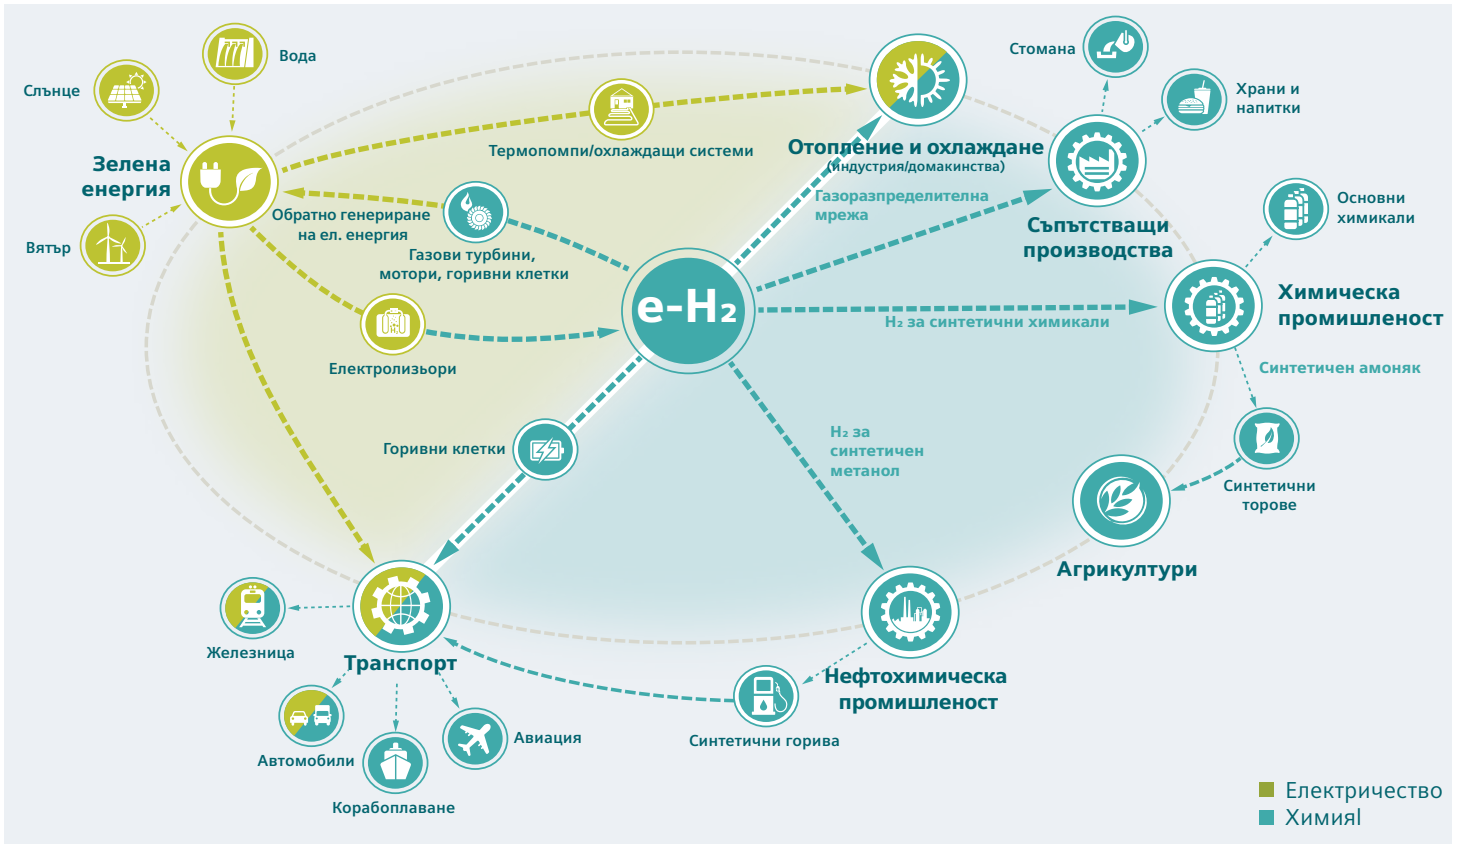 Стомана
Вода
Слънце
Храни и
напитки
Термопомпи/охлаждащи системи
Отопление и охлаждане
(индустрия/домакинства)
Зелена
енергия
Газоразпределителна
мрежа
Основни
химикали
Обратно генериране
на ел. енергия
Съпътстващи
производства
Вятър
Газови турбини,
мотори, горивни клетки
e-H₂
Химическа
промишленост
H₂ за синтетични химикали
Електролизьори
Синтетичен амоняк
H₂ за
синтетичен
метанол
Горивни клетки
Синтетични
торове
Агрикултури
Железница
Транспорт
Нефтохимическа
промишленост
Синтетични горива
Авиация
Автомобили
Корабоплаване
Електричество
Химияl